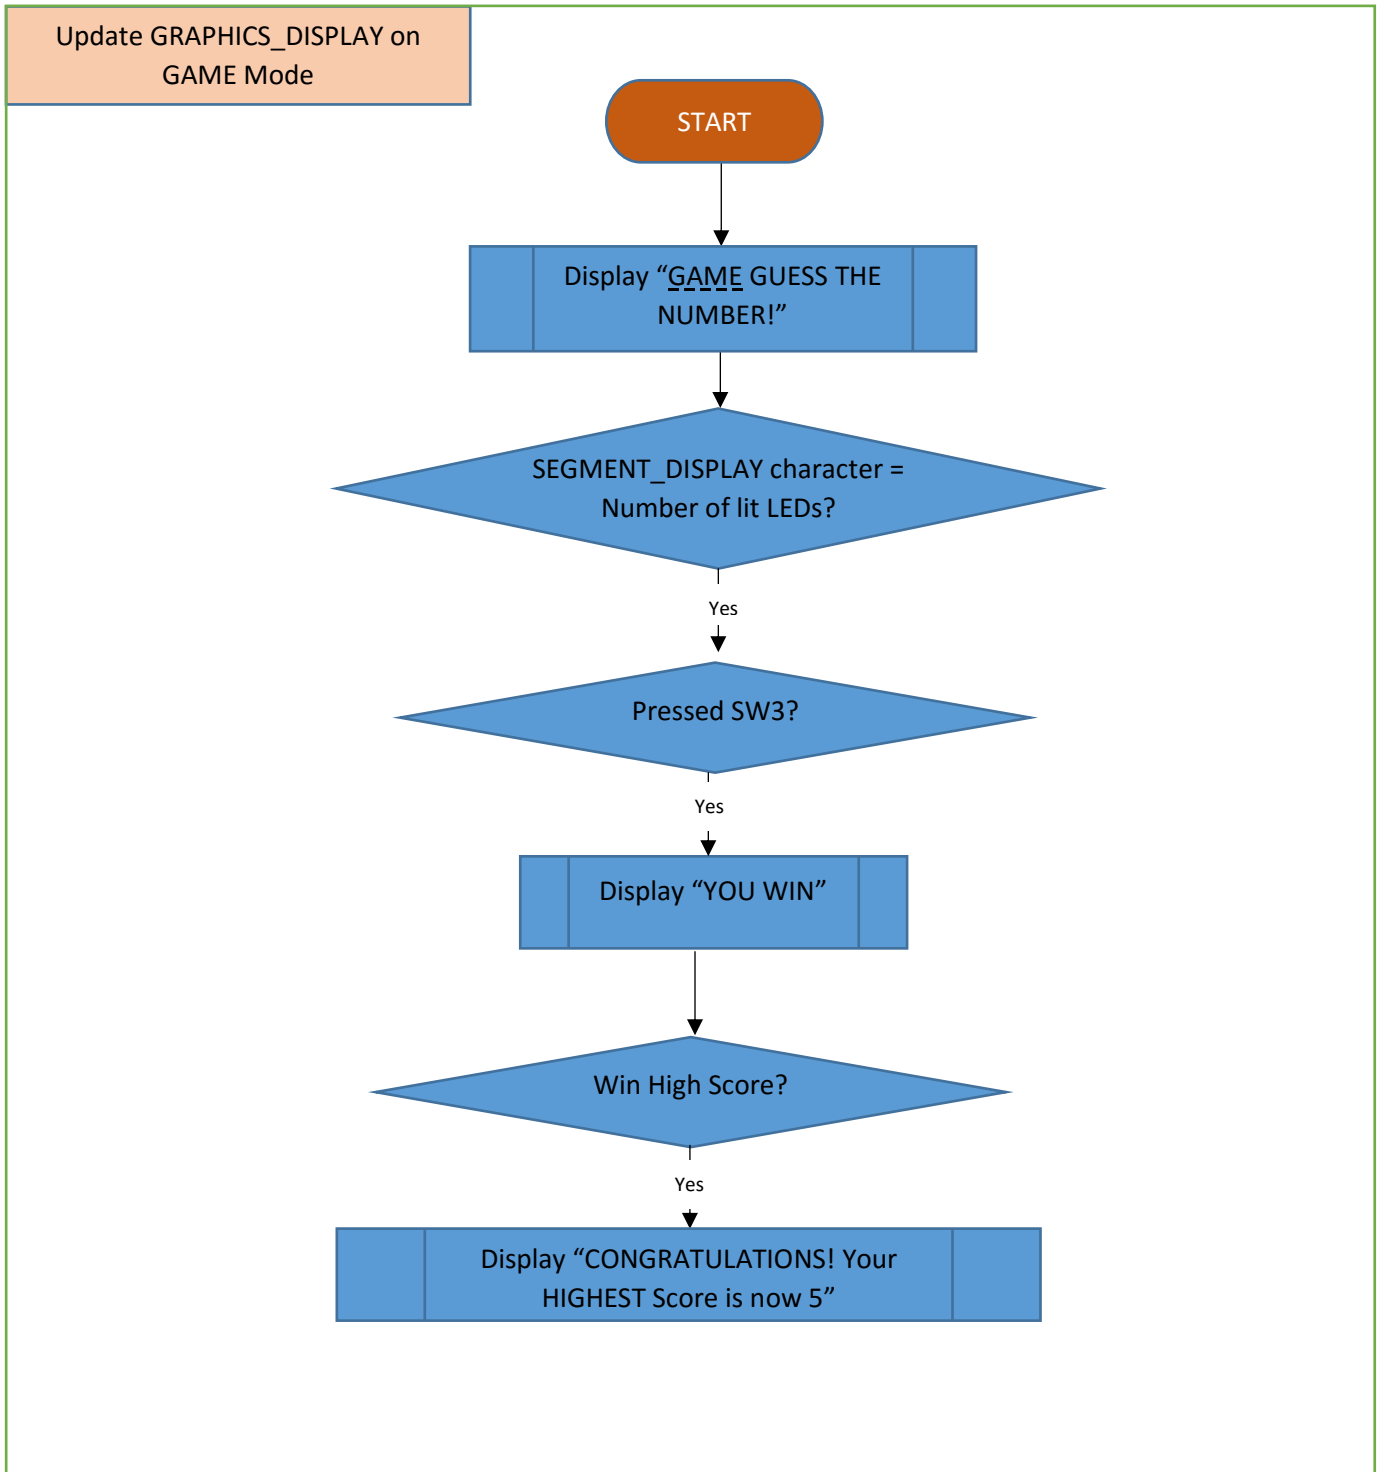 Update GRAPHICS_DISPLAY on
GAME Mode
START
Display “GAME GUESS THE
NUMBER!”
SEGMENT_DISPLAY character =
Number of lit LEDs?
Yes
Pressed SW3?
Yes
Display “YOU WIN”
Win High Score?
Yes
Display “CONGRATULATIONS! Your
HIGHEST Score is now 5”